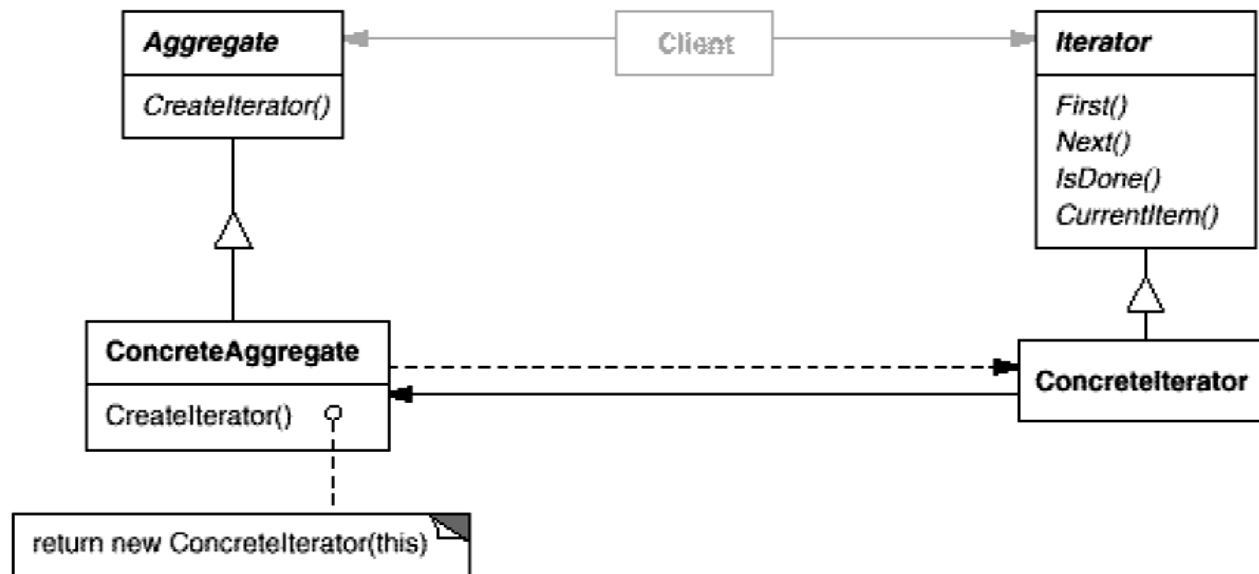 Aggregate
CreateIterator()
Client
Iterator
First()
Next()
IsDone()
CurrentItem()
ConcreteAggregate
CreateIterator()
ConcreteIterator
return new ConcreteIterator(this)